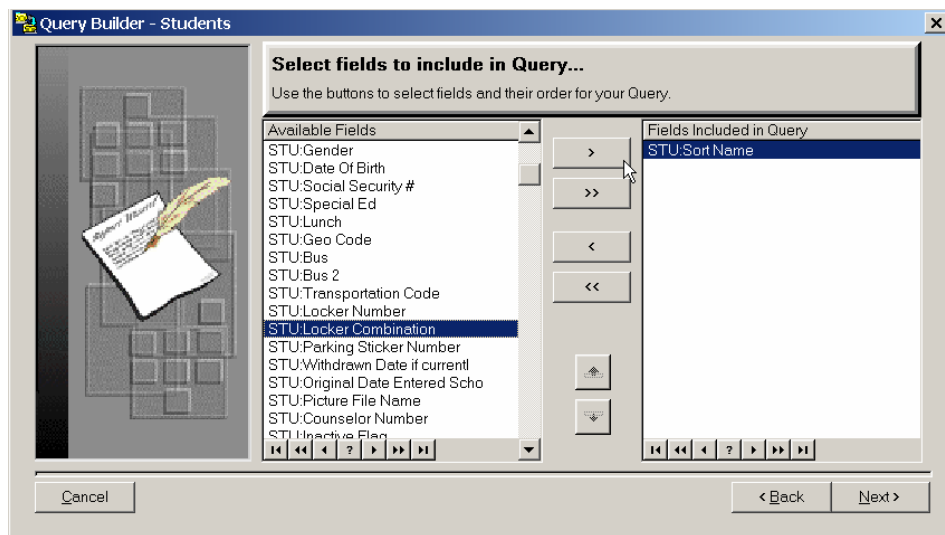 Query Builder - Students
Select fields to include in Query...
Use the buttons to select fields and their order for your Query.
Available Fields
STU:Gender
STU:Date Of Birth
STU:Social Security #
STU:Special Ed
STU:Lunch
STU:Geo Code
STU:Bus
STU:Bus 2
STU:Transportation Code
STU:Locker Number
STU:Locker Combination
STU:Parking Sticker Number
STU:Withdrawn Date if currentl
STU:Original Date Entered Scho
STU:Picture File Name
STU:Counselor Number
STU:Inactive Flag
?
>
>>
<
<<
Fields Included in Query
STU:Sort Name
?
Cancel
< Back
Next >